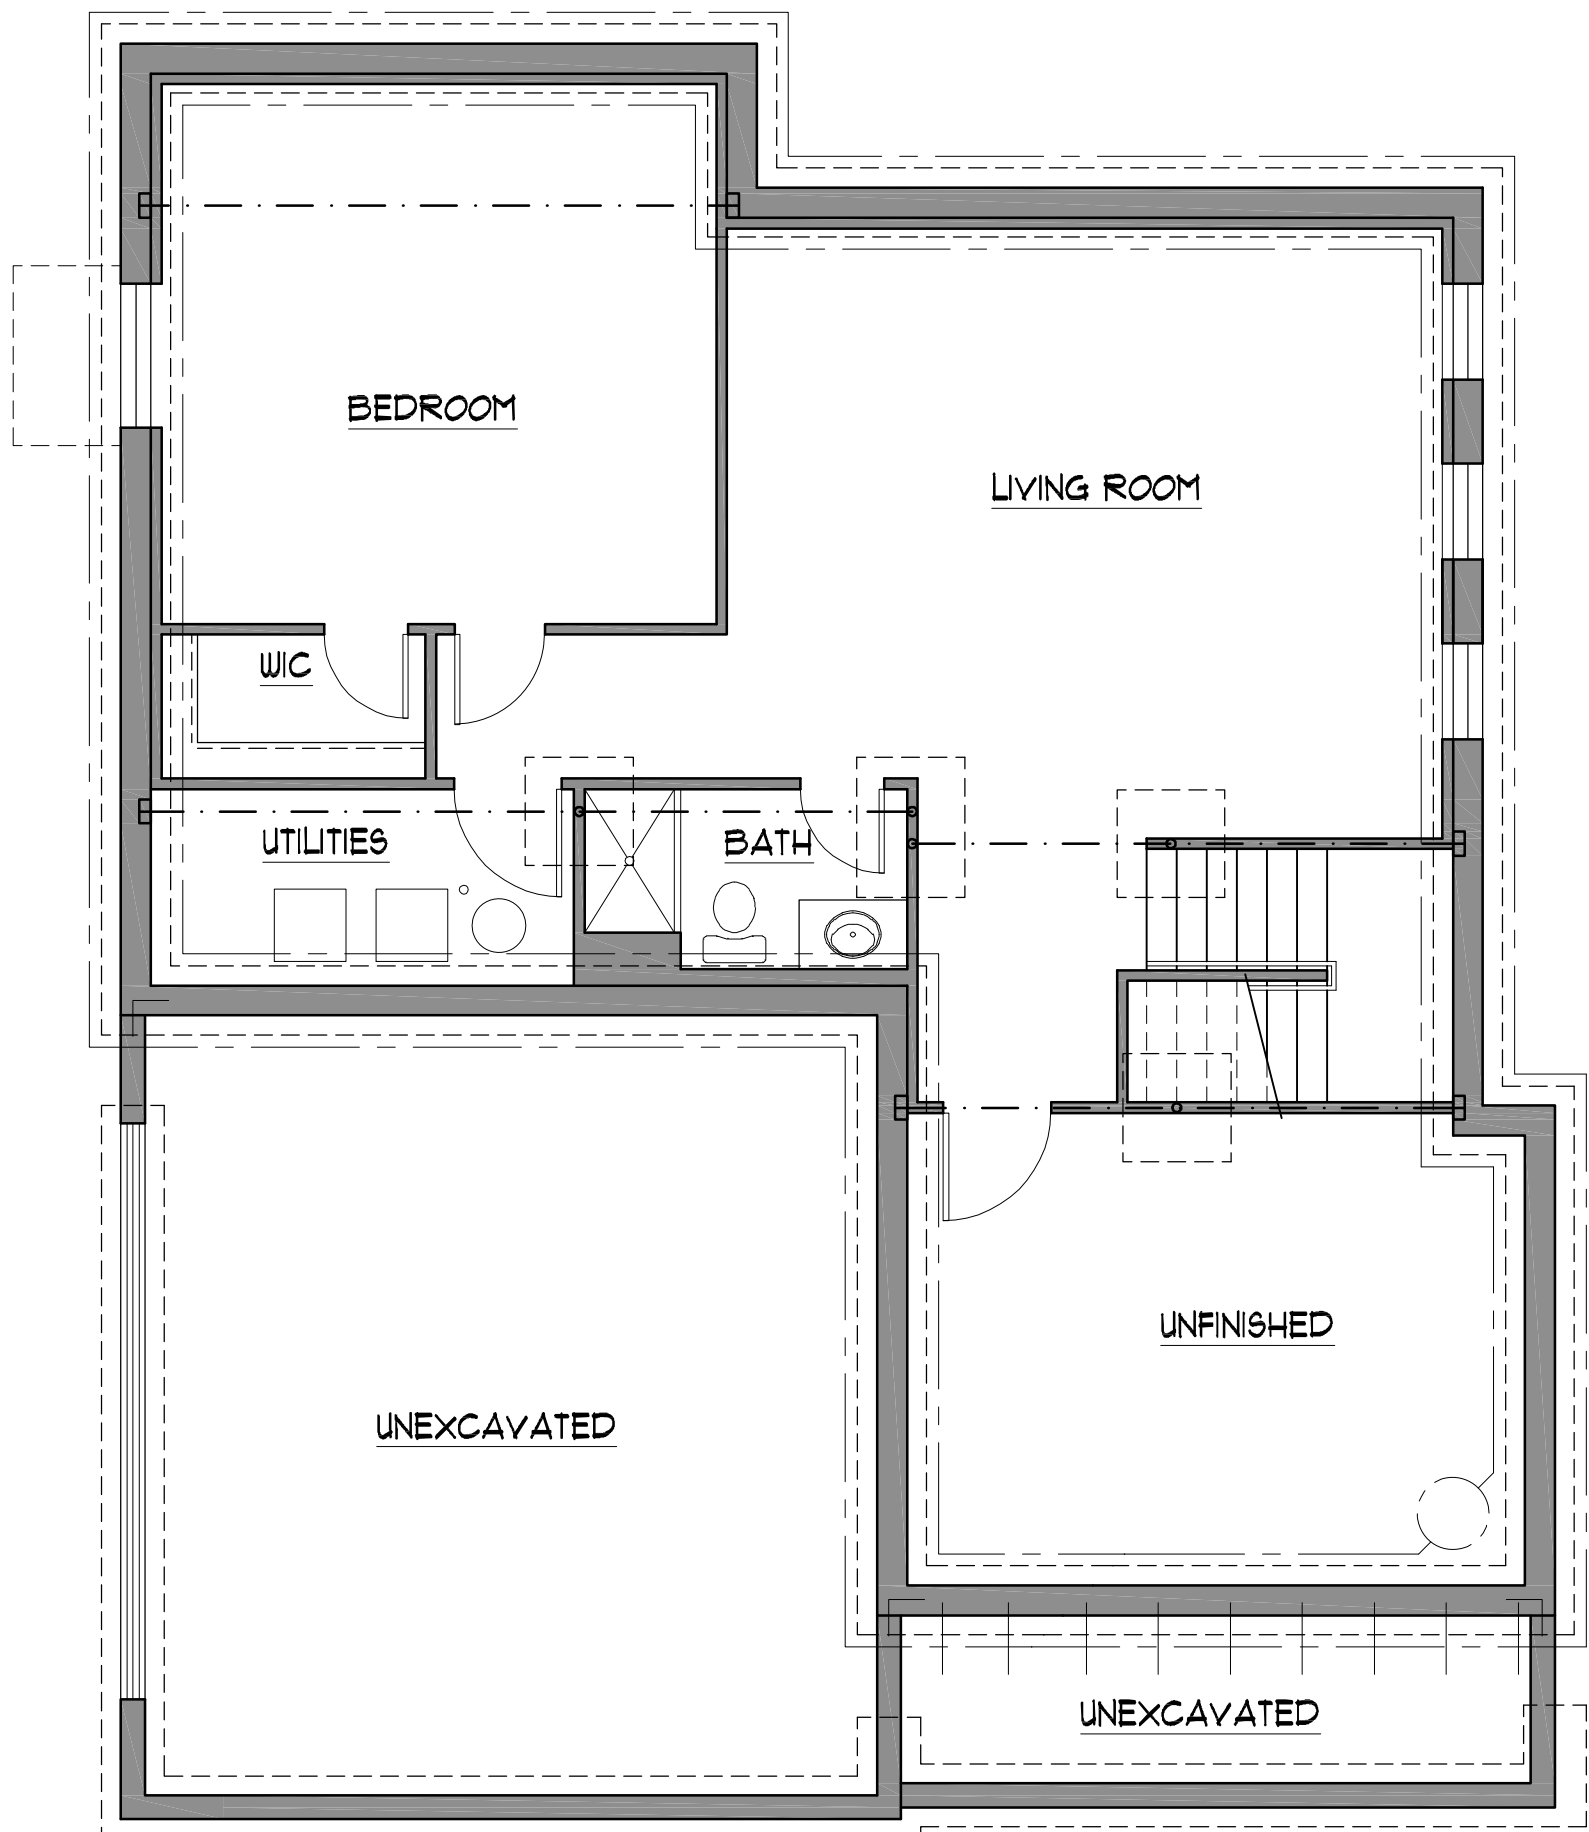 BEDROOM
LIVING ROOM
WIC
UTILITIES
BATH
UNFINISHED
UNEXCAVATED
UNEXCAVATED